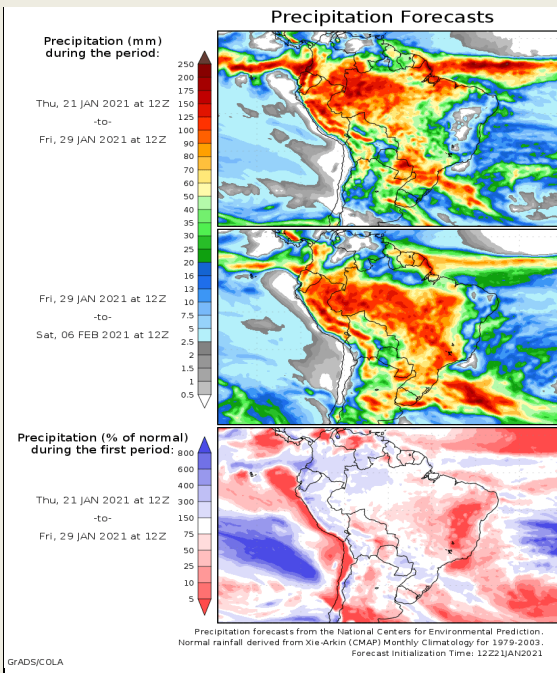 Precipitation Forecasts
Precipitation (mm)
during the period:
Thu, 21 JAN 2021 at 12Z
-to-
Fri, 29 JAN 2021 at 12Z
250
200
175
150
125
100
90
80
70
60
50
40
35
30
25
20
16
13
10
7.5
5
2.5
2
1.5
1
0.5
Fri, 29 JAN 2021 at 12Z
-to-
Sat, 06 FEB 2021 at 12Z
Precipitation (% of normal)
during the first period:
Thu, 21 JAN 2021 at 12Z
-to-
Fri, 29 JAN 2021 at 12Z
800
600
400
300
150
75
50
25
10
5
Precipitation forecasts from the National Centers for Environmental Prediction.
Normal rainfall derived from Xie-Arkin (CMAP) Monthly Climatology for 1979-2003.
Forecast Initialization Time: 12Z21JAN2021
GrADS/COLA